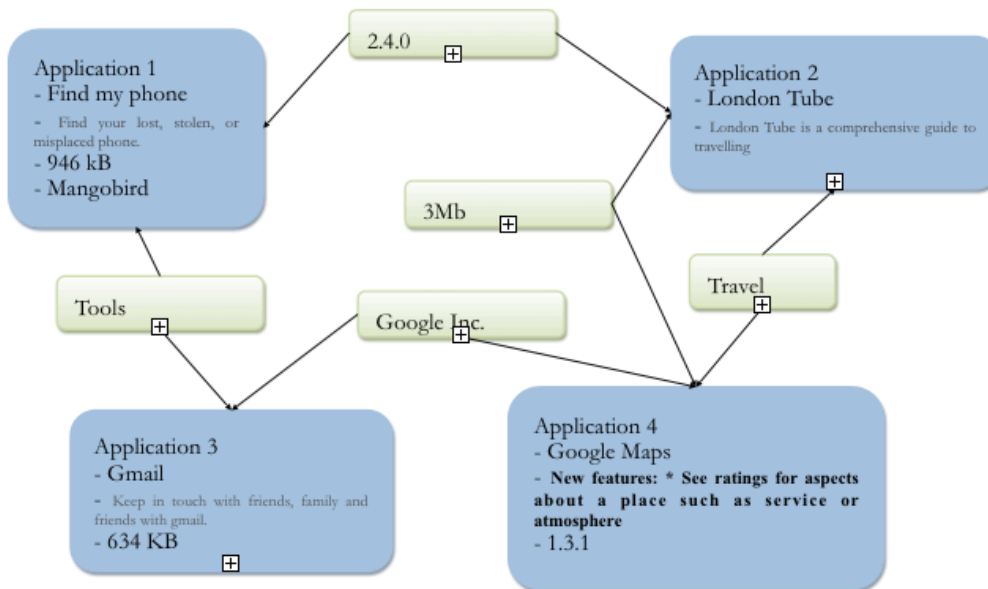 2.4.0
Application 1
- Find my phone
- Find your lost, stolen, or
misplaced phone.
- 946 kB
- Mangobird
Application 2
- London Tube
- London Tube is a comprehensive guide to
travelling
3Mb
Tools
Google Inc.
Travel
Application 3
- Gmail
- Keep in touch with friends, family and
friends with gmail.
- 634 KB
Application 4
- Google Maps
- New features: * See ratings for aspects
about a place such as service or
atmosphere
- 1.3.1